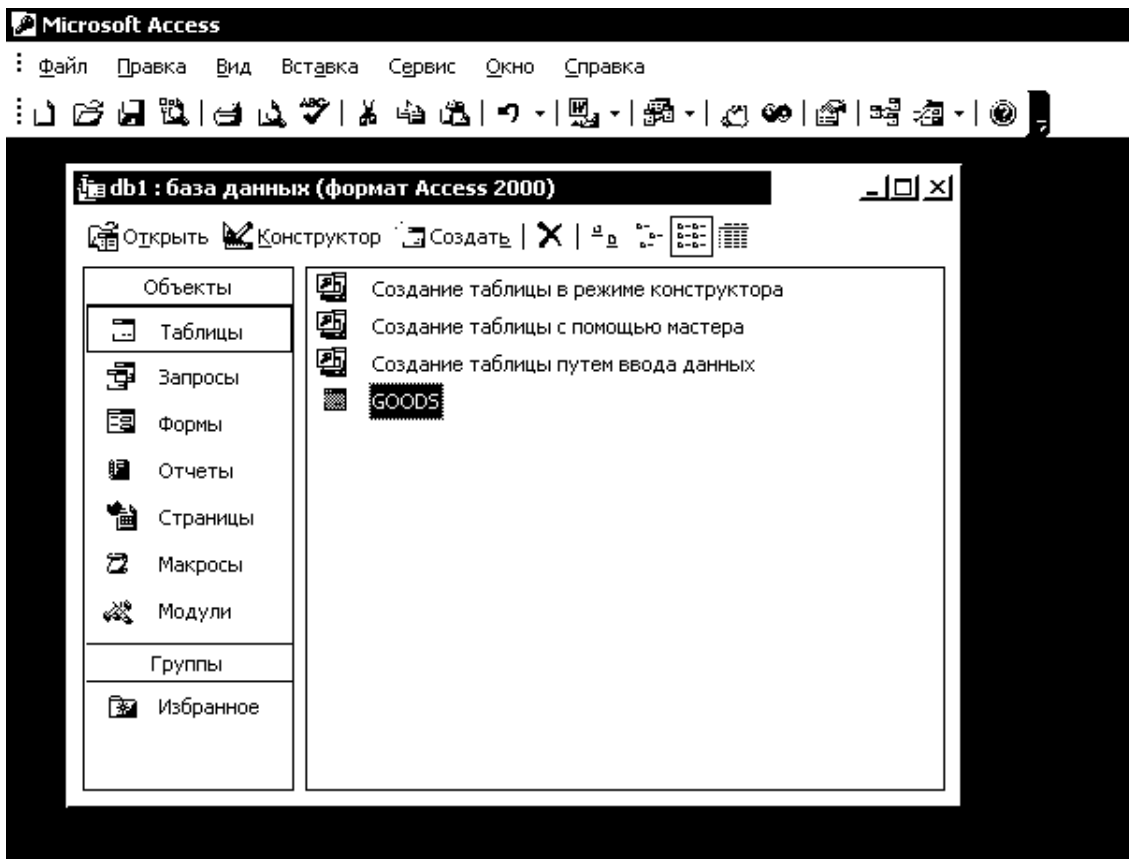 Microsoft Access
Файл Правка Вид Вставка Сервис Окно Справка
db1 : база данных (формат Access 2000)
Открыть Конструктор Создать
Объекты
Таблицы
Запросы
Формы
Отчеты
Страницы
Макросы
Модули
Группы
Избранное
Создание таблицы в режиме конструктора
Создание таблицы с помощью мастера
Создание таблицы путем ввода данных
GOODS